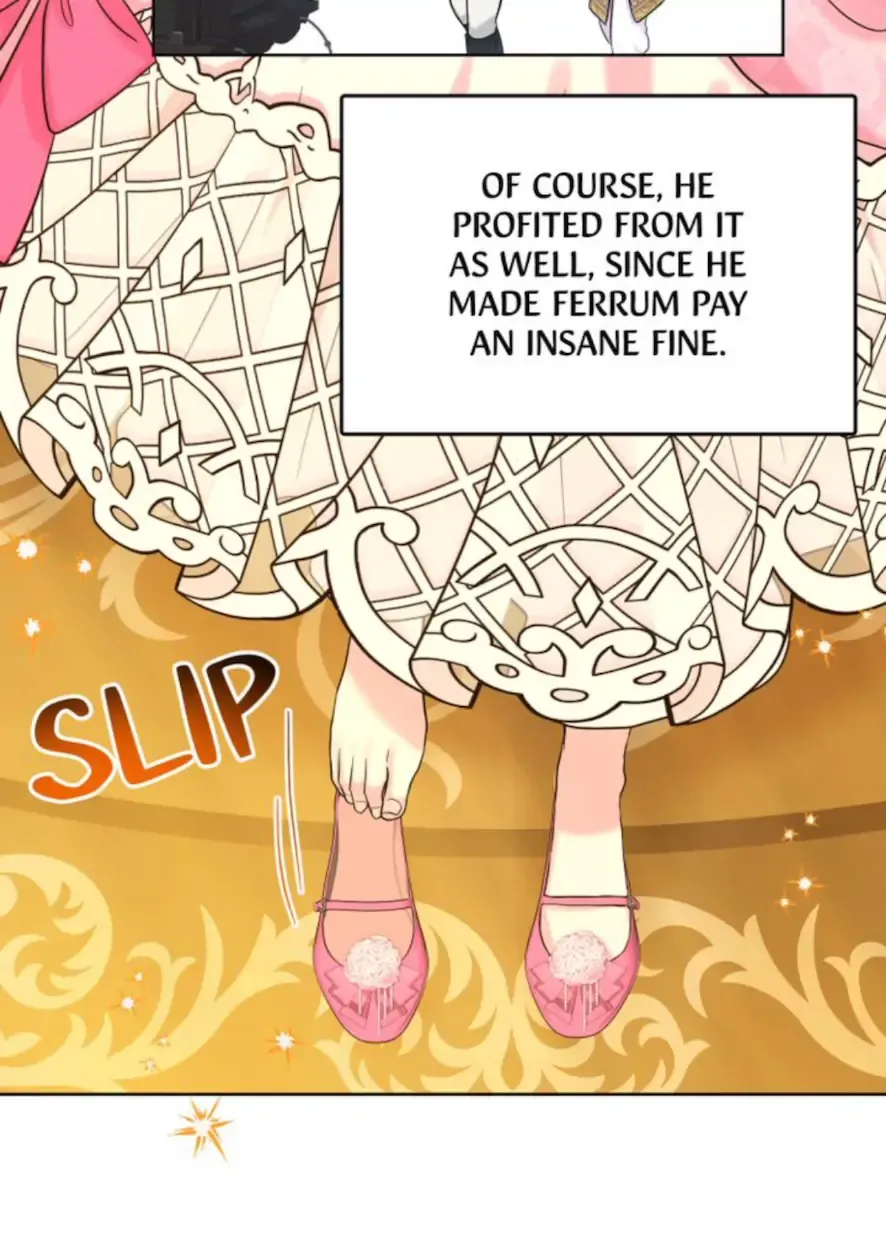 OF COURSE, HE
PROFITED FROM IT
AS WELL, SINCE HE
MADE FERRUM PAY
AN INSANE FINE.
SLIP